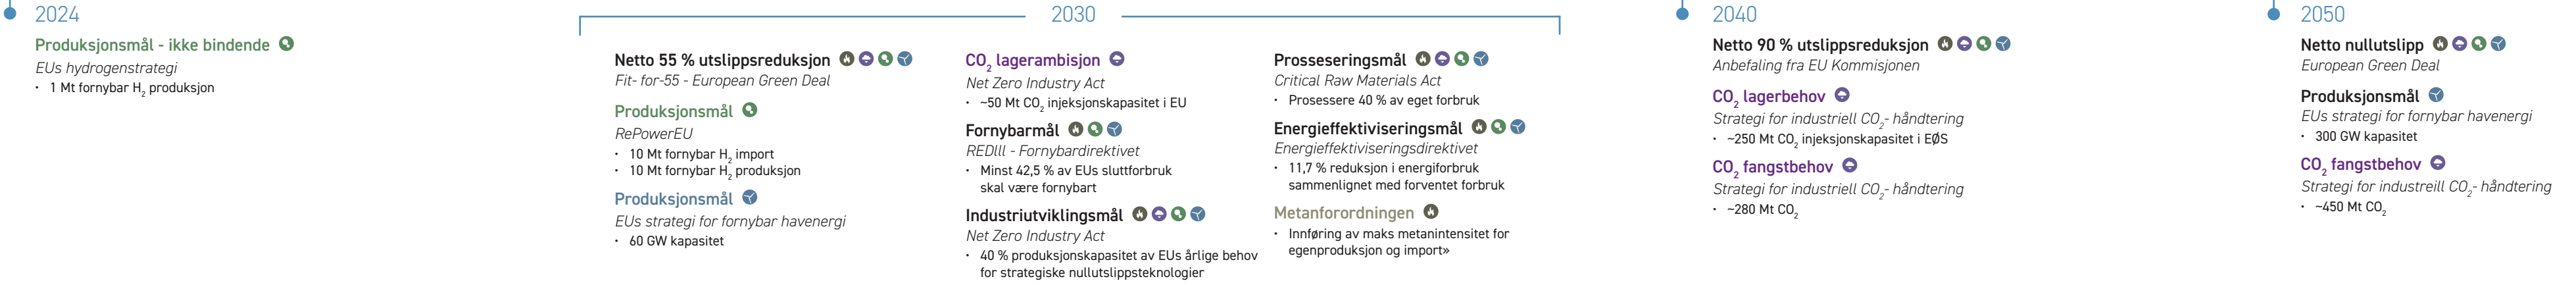 2024
Produksjonsmål - ikke bindende
EUs hydrogenstrategi
• 1 Mt fornybar H2 produksjon
2030
Netto 55 % utslippsreduksjon
Fit- for-55 - European Green Deal
Produksjonsmål
RePowerEU
• 10 Mt fornybar H2 import
• 10 Mt fornybar H2 produksjon
Produksjonsmål
EUs strategi for fornybar havenergi
• 60 GW kapasitet
CO2 lagerambisjon
Net Zero Industry Act
• ~50 Mt CO2 injeksjonskapasitet i EU
Fornybarmål
REDlll - Fornybardirektivet
• Minst 42,5 % av EUs sluttforbruk
skal være fornybart
Industriutviklingsmål
Net Zero Industry Act
• 40 % produksjonskapasitet av EUs årlige behov
for strategiske nullutslippsteknologier
Prosseseringsmål
Critical Raw Materials Act
• Prosessere 40 % av eget forbruk
Energieffektiviseringsmål
Energieffektiviseringsdirektivet
• 11,7 % reduksjon i energiforbruk
sammenlignet med forventet forbruk
Metanforordningen
• Innføring av maks metanintensitet for
egenproduksjon og import»
2040
Netto 90 % utslippsreduksjon
Anbefaling fra EU Kommisjonen
CO2 lagerbehov
Strategi for industriell CO2- håndtering
• ~250 Mt CO2 injeksjonskapasitet i EØS
CO2 fangstbehov
Strategi for industriell CO2- håndtering
• ~280 Mt CO2
2050
Netto nullutslipp
European Green Deal
Produksjonsmål
EUs strategi for fornybar havenergi
• 300 GW kapasitet
CO2 fangstbehov
Strategi for industreill CO2- håndtering
• ~450 Mt CO2